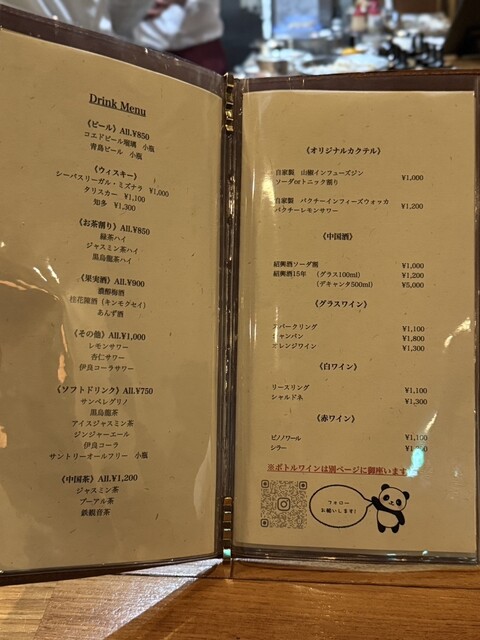 Drink Menu
《ビール》All.¥850
コエドビール瑠璃 小瓶
青島ビール 小瓶
《ウィスキー》
シーバスリーガル・ミズナラ ¥1,000
タリスカー ¥1,100
知多 ¥1,300
《お茶割り》All.¥850
緑茶ハイ
ジャスミン茶ハイ
黒烏龍茶ハイ
《果実酒》All.¥900
濃醇梅酒
桂花陳酒（キンモクセイ）
あんず酒
《その他》All.¥1,000
レモンサワー
杏仁サワー
伊良コーラサワー
《ソフトドリンク》All.¥750
サンペレグリノ
黒烏龍茶
アイスジャスミン茶
ジンジャーエール
伊良コーラ
サントリーオールフリー 小瓶
《中国茶》All.¥1,200
ジャスミン茶
プーアル茶
鉄観音茶
《オリジナルカクテル》
自家製 山椒インフューズジン
ソーダorトニック割り ¥1,000
自家製 パクチーインフィーズウォッカ
パクチーレモンサワー ¥1,200
《中国酒》
紹興酒ソーダ割 ¥1,000
紹興酒15年 （グラス100ml） ¥1,200
（デキャンタ500ml） ¥5,000
《グラスワイン》
スパークリング ¥1,100
シャンパン ¥1,800
オレンジワイン ¥1,300
《白ワイン》
リースリング ¥1,100
シャルドネ ¥1,300
《赤ワイン》
ピノノワール ¥1,100
シラー
※ボトルワインは別ページに御座います
フォロー
お願いします!